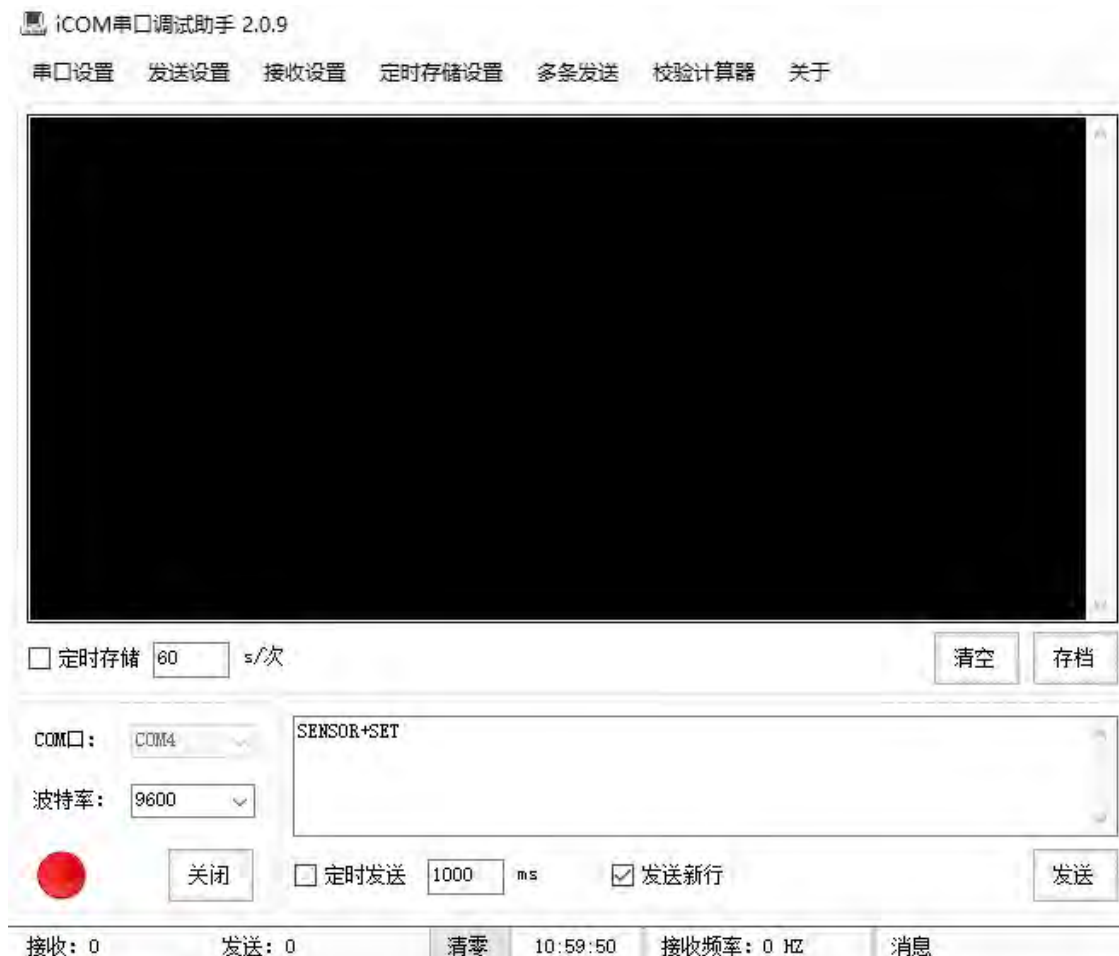 iCOM串口调试助手 2.0.9
串口设置 发送设置 接收设置 定时存储设置 多条发送 校验计算器 关于
定时存储 60 s/次 清空 存档
COM口: COM4 SENSOR+SET
波特率: 9600
关闭 定时发送 1000 ms 发送新行 发送
接收: 0 发送: 0 清零 10:59:50 接收频率: 0 HZ 消息